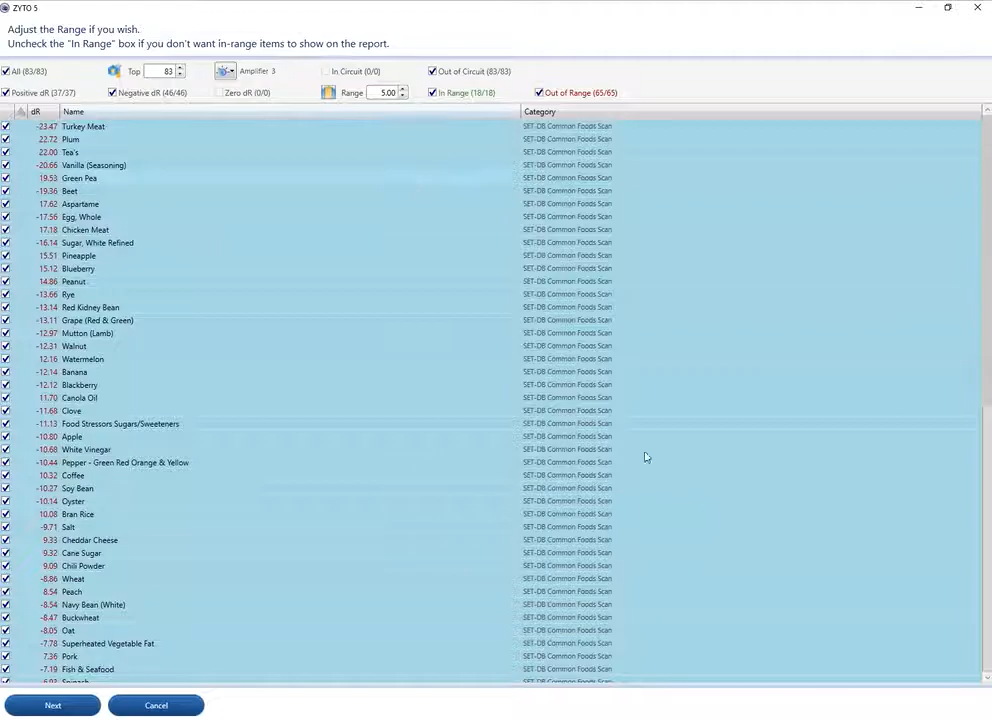 ZYTO 5
Adjust the Range if you wish.
Uncheck the "In Range" box if you don't want in-range items to show on the report.
All (83/83) Top 83 Amplifier 3 In Circuit (0/0) Out of Circuit (83/83)
Positive dR (37/37) Negative dR (46/46) Zero dR (0/0) Range 5.00 In Range (18/18) Out of Range (65/65)
dR Name Category
-23.47 Turkey Meat SET-DB Common Foods Scan
22.72 Plum SET-DB Common Foods Scan
22.00 Tea's SET-DB Common Foods Scan
-20.66 Vanilla (Seasoning) SET-DB Common Foods Scan
19.53 Green Pea SET-DB Common Foods Scan
-19.36 Beet SET-DB Common Foods Scan
17.62 Aspartame SET-DB Common Foods Scan
-17.56 Egg, Whole SET-DB Common Foods Scan
17.18 Chicken Meat SET-DB Common Foods Scan
-16.14 Sugar, White Refined SET-DB Common Foods Scan
15.51 Pineapple SET-DB Common Foods Scan
15.12 Blueberry SET-DB Common Foods Scan
14.86 Peanut SET-DB Common Foods Scan
-13.66 Rye SET-DB Common Foods Scan
-13.14 Red Kidney Bean SET-DB Common Foods Scan
-13.11 Grape (Red & Green) SET-DB Common Foods Scan
-12.97 Mutton (Lamb) SET-DB Common Foods Scan
-12.31 Walnut SET-DB Common Foods Scan
12.16 Watermelon SET-DB Common Foods Scan
-12.14 Banana SET-DB Common Foods Scan
-12.12 Blackberry SET-DB Common Foods Scan
11.70 Canola Oil SET-DB Common Foods Scan
-11.68 Clove SET-DB Common Foods Scan
-11.13 Food Stressors Sugars/Sweeteners SET-DB Common Foods Scan
-10.80 Apple SET-DB Common Foods Scan
-10.68 White Vinegar SET-DB Common Foods Scan
-10.44 Pepper - Green Red Orange & Yellow SET-DB Common Foods Scan
10.32 Coffee SET-DB Common Foods Scan
-10.27 Soy Bean SET-DB Common Foods Scan
-10.14 Oyster SET-DB Common Foods Scan
10.08 Bran Rice SET-DB Common Foods Scan
-9.71 Salt SET-DB Common Foods Scan
9.33 Cheddar Cheese SET-DB Common Foods Scan
9.32 Cane Sugar SET-DB Common Foods Scan
9.09 Chili Powder SET-DB Common Foods Scan
-8.86 Wheat SET-DB Common Foods Scan
8.54 Peach SET-DB Common Foods Scan
-8.54 Navy Bean (White) SET-DB Common Foods Scan
-8.47 Buckwheat SET-DB Common Foods Scan
-8.05 Oat SET-DB Common Foods Scan
-7.78 Superheated Vegetable Fat SET-DB Common Foods Scan
7.36 Pork SET-DB Common Foods Scan
-7.19 Fish & Seafood SET-DB Common Foods Scan
Spinach SET-DB Common Foods Scan
Next Cancel